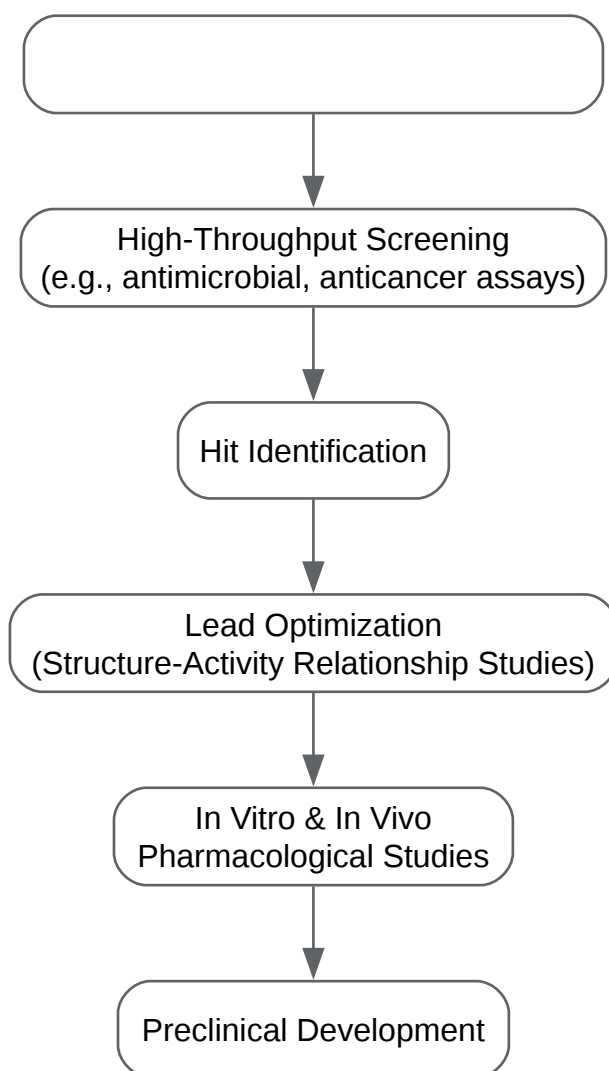 High-Throughput Screening
(e.g., antimicrobial, anticancer assays)
Hit Identification
Lead Optimization
(Structure-Activity Relationship Studies)
In Vitro & In Vivo
Pharmacological Studies
Preclinical Development